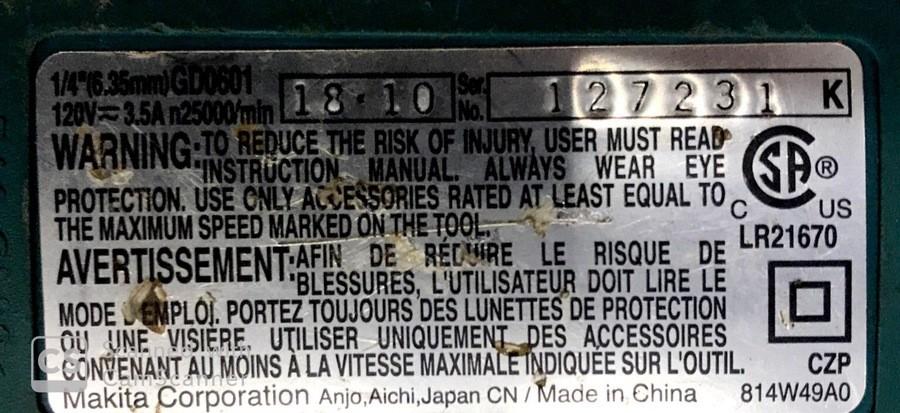 1/4"(6.35mm)GD0601
120V⎓ 3.5A n25000/min
18 10
Ser. No. 127231 K
WARNING:TO REDUCE THE RISK OF INJURY, USER MUST READ
INSTRUCTION MANUAL. ALWAYS WEAR EYE
PROTECTION. USE ONLY ACCESSORIES RATED AT LEAST EQUAL TO
THE MAXIMUM SPEED MARKED ON THE TOOL.
SA ®
C US
LR21670
AVERTISSEMENT:AFIN DE RÉDUIRE LE RISQUE DE
BLESSURES, L'UTILISATEUR DOIT LIRE LE
MODE D'EMPLOI. PORTEZ TOUJOURS DES LUNETTES DE PROTECTION
OU UNE VISIÈRE. UTILISER UNIQUEMENT DES ACCESSOIRES
CONVENANT AU MOINS À LA VITESSE MAXIMALE INDIQUÉE SUR L'OUTIL.
CZP
Makita Corporation Anjo,Aichi,Japan CN / Made in China
814W49A0
CS Scanned with
CamScanner